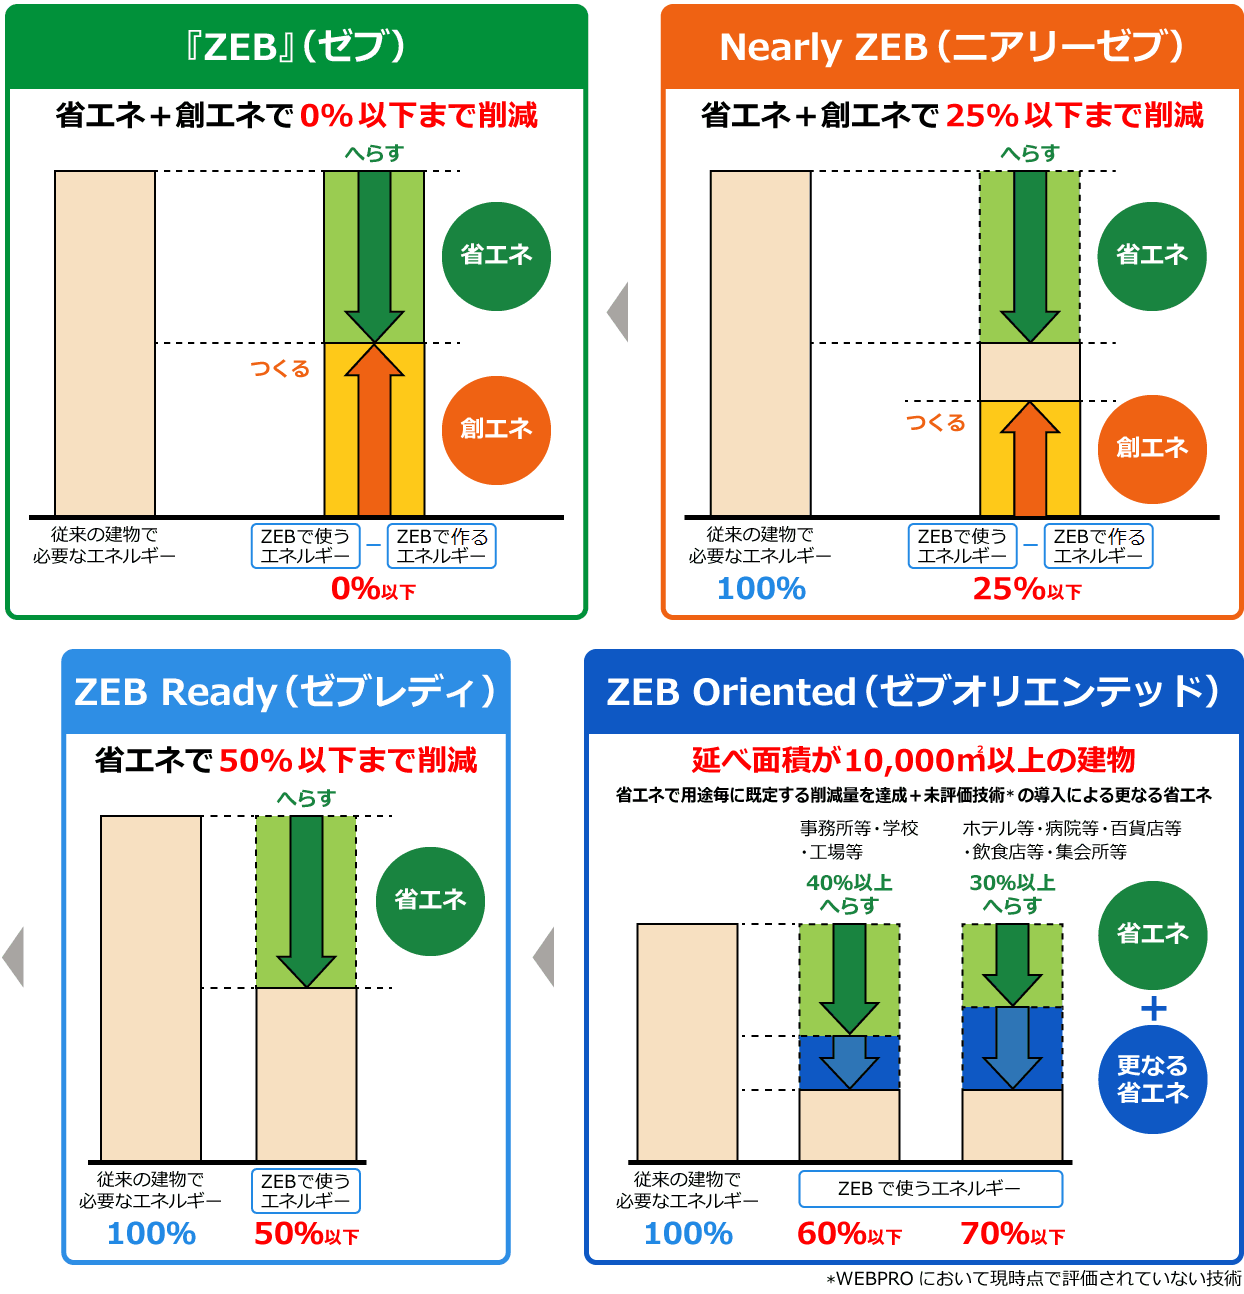 『ZEB』（ゼブ）
省エネ＋創エネで 0% 以下まで削減
へらす
省エネ
つくる
創エネ
従来の建物で
必要なエネルギー
ZEBで使う
エネルギー
－
ZEBで作る
エネルギー
0%以下
Nearly ZEB（ニアリーゼブ）
省エネ＋創エネで 25% 以下まで削減
へらす
省エネ
つくる
創エネ
従来の建物で
必要なエネルギー
100%
ZEBで使う
エネルギー
－
ZEBで作る
エネルギー
25%以下
ZEB Ready（ゼブレディ）
省エネで 50% 以下まで削減
へらす
省エネ
従来の建物で
必要なエネルギー
100%
ZEBで使う
エネルギー
50%以下
ZEB Oriented（ゼブオリエンテッド）
延べ面積が10,000㎡以上の建物
省エネで用途毎に既定する削減量を達成＋未評価技術* の導入による更なる省エネ
事務所等・学校
・工場等
40%以上
へらす
ホテル等・病院等・百貨店等
・飲食店等・集会所等
30%以上
へらす
省エネ
＋
更なる
省エネ
従来の建物で
必要なエネルギー
100%
ZEB で使うエネルギー
60%以下
70%以下
*WEBPRO において現時点で評価されていない技術